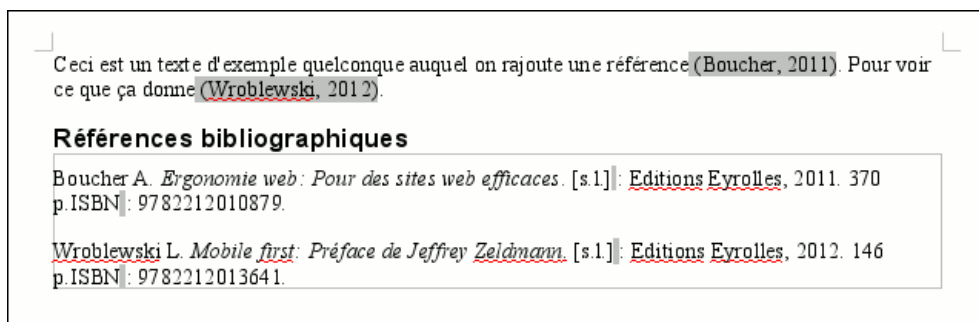 Ceci est un texte d'exemple quelconque auquel on rajoute une référence (Boucher, 2011). Pour voir
ce que ça donne (Wroblewski, 2012).
Références bibliographiques
Boucher A. Ergonomie web: Pour des sites web efficaces. [s.l.] : Editions Eyrolles, 2011. 370
p.ISBN : 9782212010879.
Wroblewski L. Mobile first: Préface de Jeffrey Zeldmann. [s.l.] : Editions Eyrolles, 2012. 146
p.ISBN : 9782212013641.